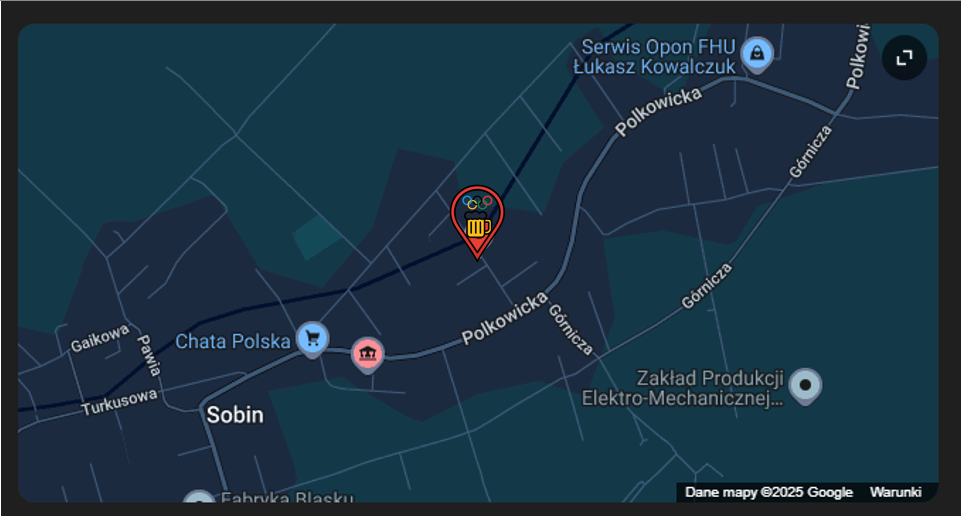 Serwis Opon FHU
Łukasz Kowalczuk
Polkowi
Polkowicka
Górnicza
Górnicza
Polkowicka
Górnicza
Gaikowa
Chata Polska
Pawia
Turkusowa
Zakład Produkcji
Elektro-Mechanicznej...
Sobin
Fabryka Blasku
Dane mapy ©2025 Google Warunki